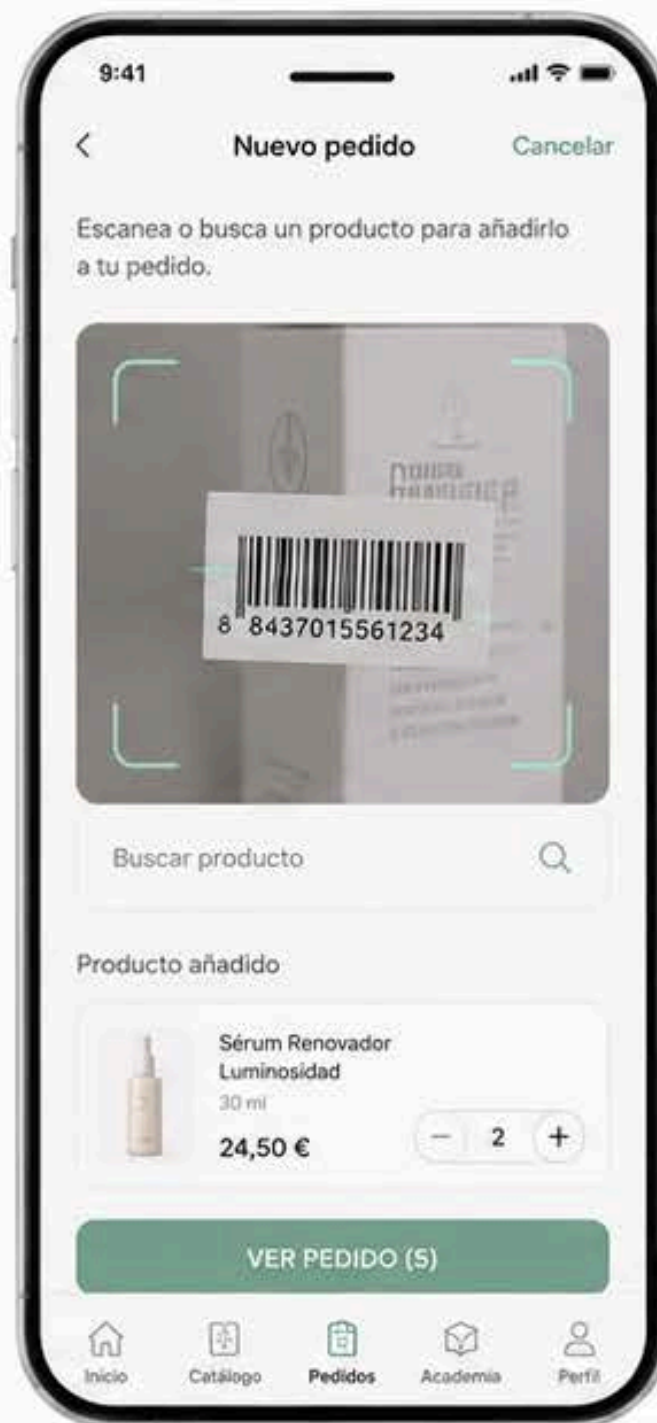 9:41
Nuevo pedido
Cancelar
Escanea o busca un producto para añadirlo
a tu pedido.
8 8437015561234
Buscar producto
Producto añadido
Sérum Renovador
Luminosidad
30 ml
24,50 €
2
VER PEDIDO (5)
Inicio
Catálogo
Pedidos
Academia
Perfil